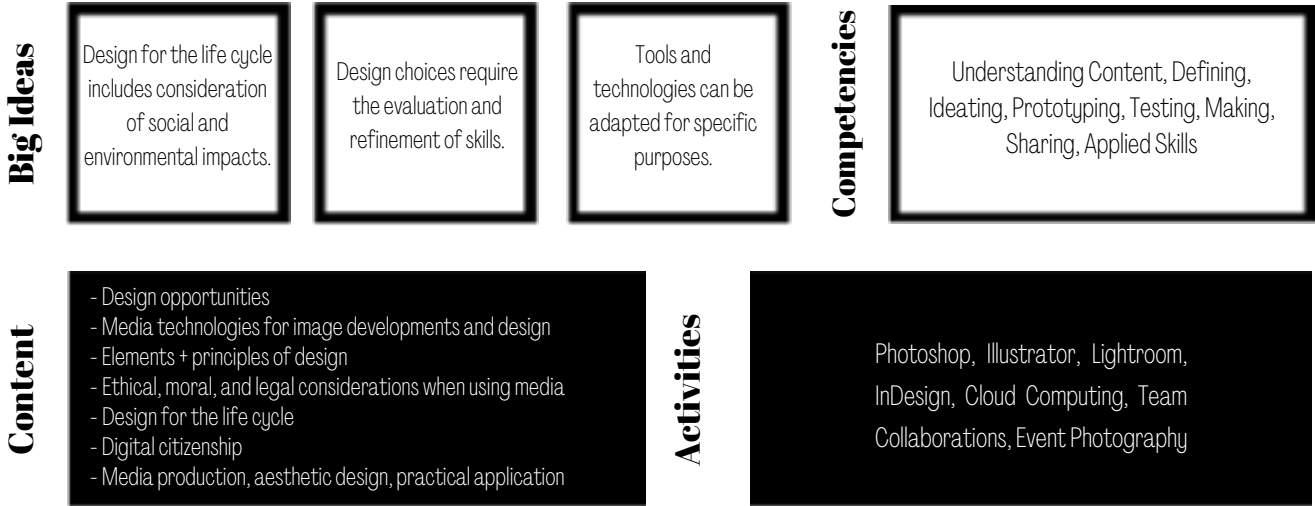 Big Ideas
Design for the life cycle
includes consideration
of social and
environmental impacts.
Design choices require
the evaluation and
refinement of skills.
Tools and
technologies can be
adapted for specific
purposes.
Competencies
Understanding Content, Defining,
Ideating, Prototyping, Testing, Making,
Sharing, Applied Skills
Content
- Design opportunities
- Media technologies for image developments and design
- Elements + principles of design
- Ethical, moral, and legal considerations when using media
- Design for the life cycle
- Digital citizenship
- Media production, aesthetic design, practical application
Activities
Photoshop, Illustrator, Lightroom,
InDesign, Cloud Computing, Team
Collaborations, Event Photography